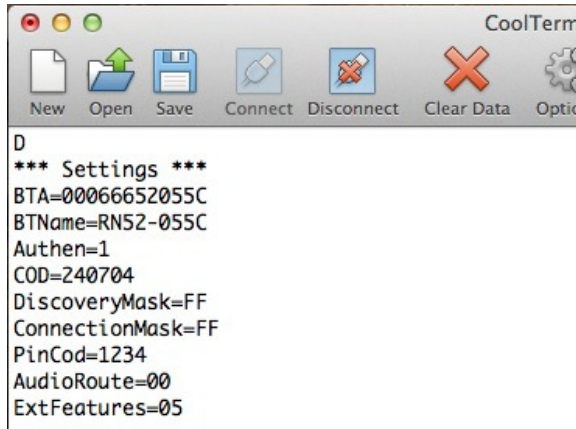 CoolTerm
New Open Save Connect Disconnect Clear Data
D
*** Settings ***
BTA=00066652055C
BTName=RN52-055C
Authen=1
COD=240704
DiscoveryMask=FF
ConnectionMask=FF
PinCod=1234
AudioRoute=00
ExtFeatures=05